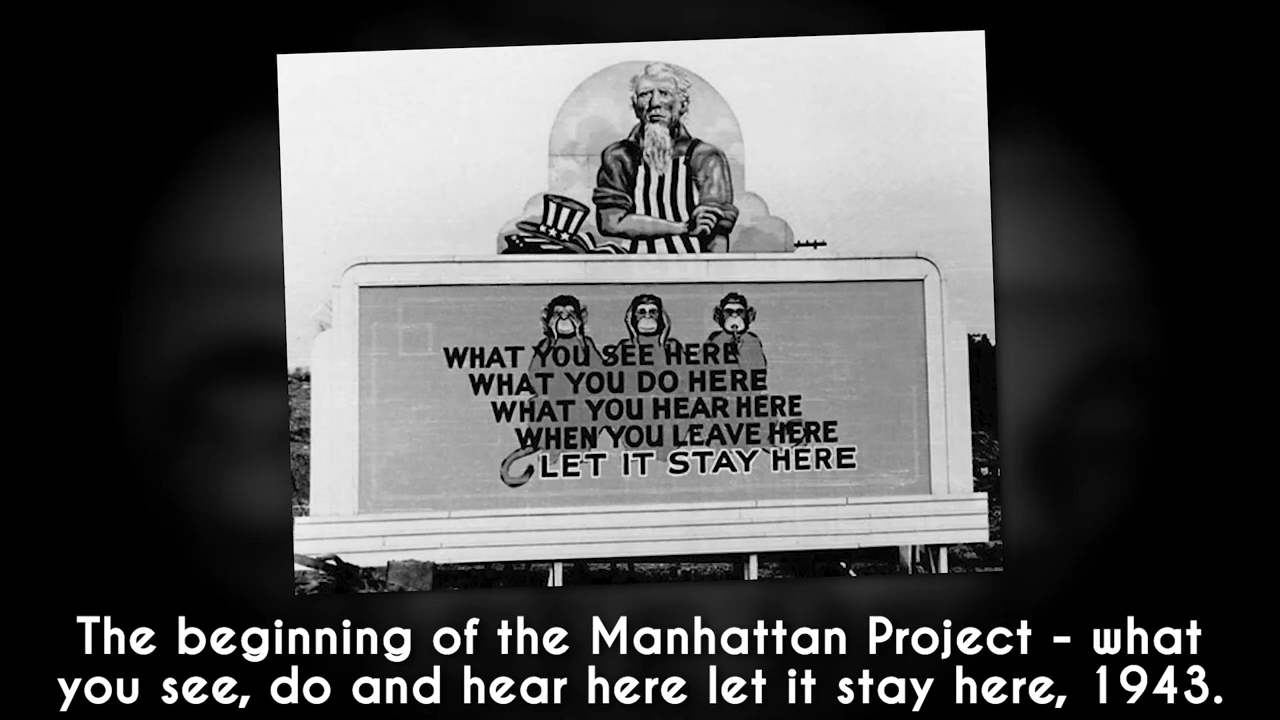 WHAT YOU SEE HERE
WHAT YOU DO HERE
WHAT YOU HEAR HERE
WHEN YOU LEAVE HERE
LET IT STAY HERE
The beginning of the Manhattan Project - what
you see, do and hear here let it stay here, 1943.